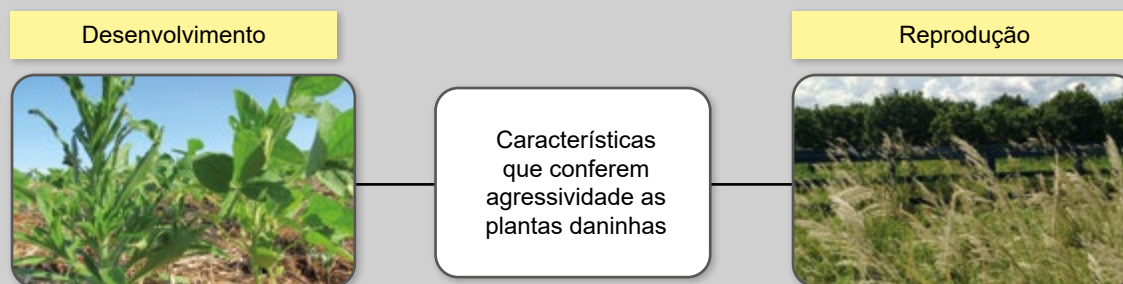 Desenvolvimento
Reprodução
Características
que conferem
agressividade as
plantas daninhas